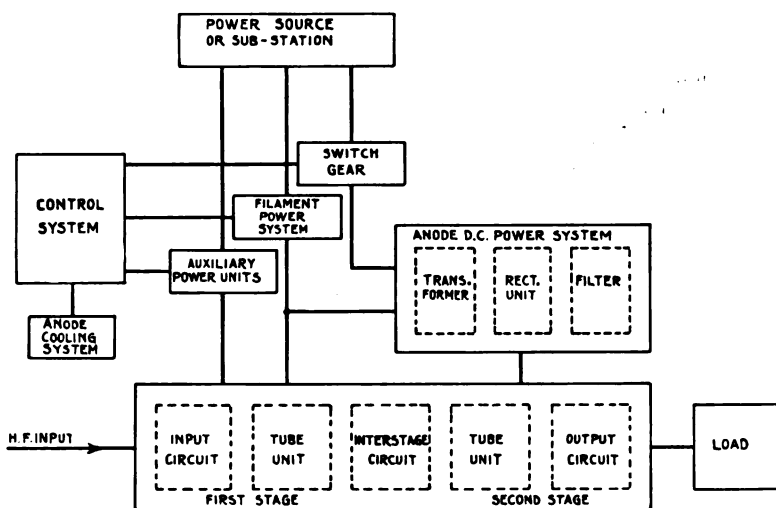 POWER SOURCE
OR SUB-STATION
SWITCH
GEAR
CONTROL
SYSTEM
FILAMENT
POWER
SYSTEM
AUXILIARY
POWER UNITS
ANODE
COOLING
SYSTEM
ANODE D.C. POWER SYSTEM
TRANS.
FORMER
RECT.
UNIT
FILTER
H.F. INPUT
INPUT
CIRCUIT
TUBE
UNIT
INTERSTAGE
CIRCUIT
TUBE
UNIT
OUTPUT
CIRCUIT
FIRST STAGE
SECOND STAGE
LOAD